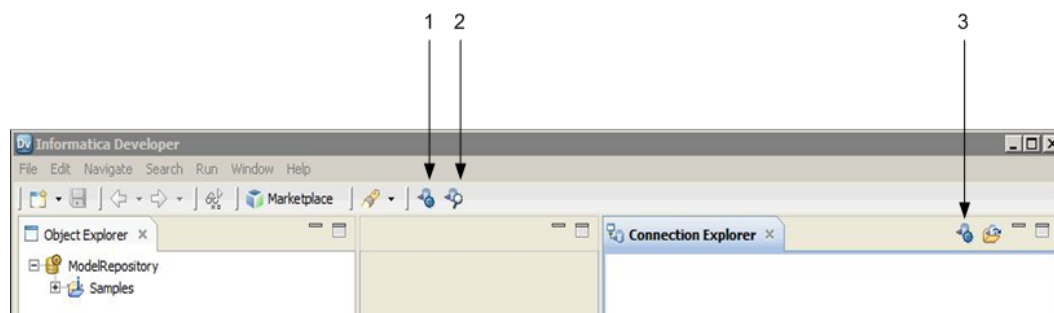 1 2 3
Dv Informatica Developer
File Edit Navigate Search Run Window Help
Marketplace
Object Explorer
Connection Explorer
ModelRepository
Samples